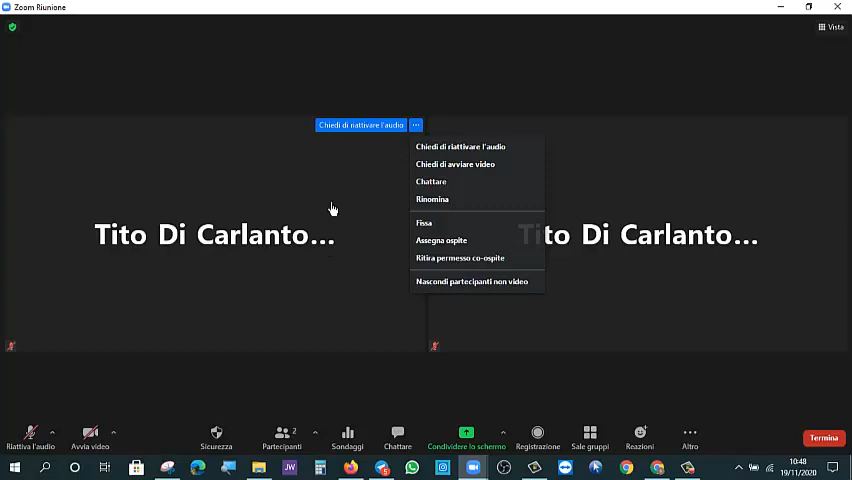 Zoom Riunione
Vista
Chiedi di riattivare l'audio ...
Chiedi di riattivare l'audio
Chiedi di avviare video
Chattare
Rinomina
Fissa
Assegna ospite
Ritira permesso co-ospite
Nascondi partecipanti non video
Tito Di Carlanto...
Tito Di Carlanto...
Riattiva l'audio
Avvia video
Sicurezza
2
Partecipanti
Sondaggi
Chattare
Condividere lo schermo
Registrazione
Sale gruppi
Reazioni
Altro
Termina
JW
5
10:48
19/11/2020